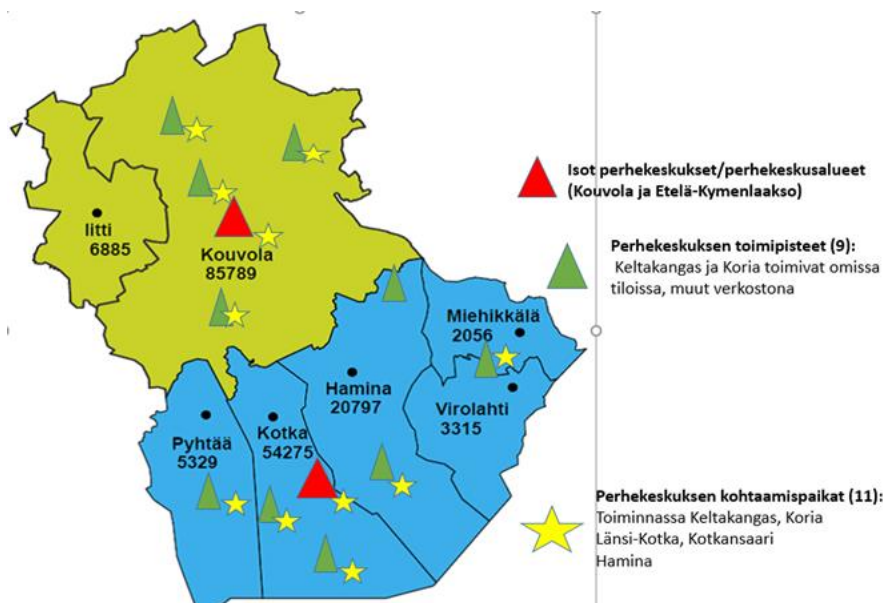 Iitti
6885
Kouvola
85789
Miehikkälä
2056
Hamina
20797
Virolahti
3315
Pyhtää
5329
Kotka
54275
Isot perhekeskukset/perhekeskusalueet
(Kouvola ja Etelä-Kymenlaakso)
Perhekeskuksen toimipisteet (9):
Keltakangas ja Koria toimivat omissa
tiloissa, muut verkostona
Perhekeskuksen kohtaamispaikat (11):
Toiminnassa Keltakangas, Koria
Länsi-Kotka, Kotkansaari
Hamina